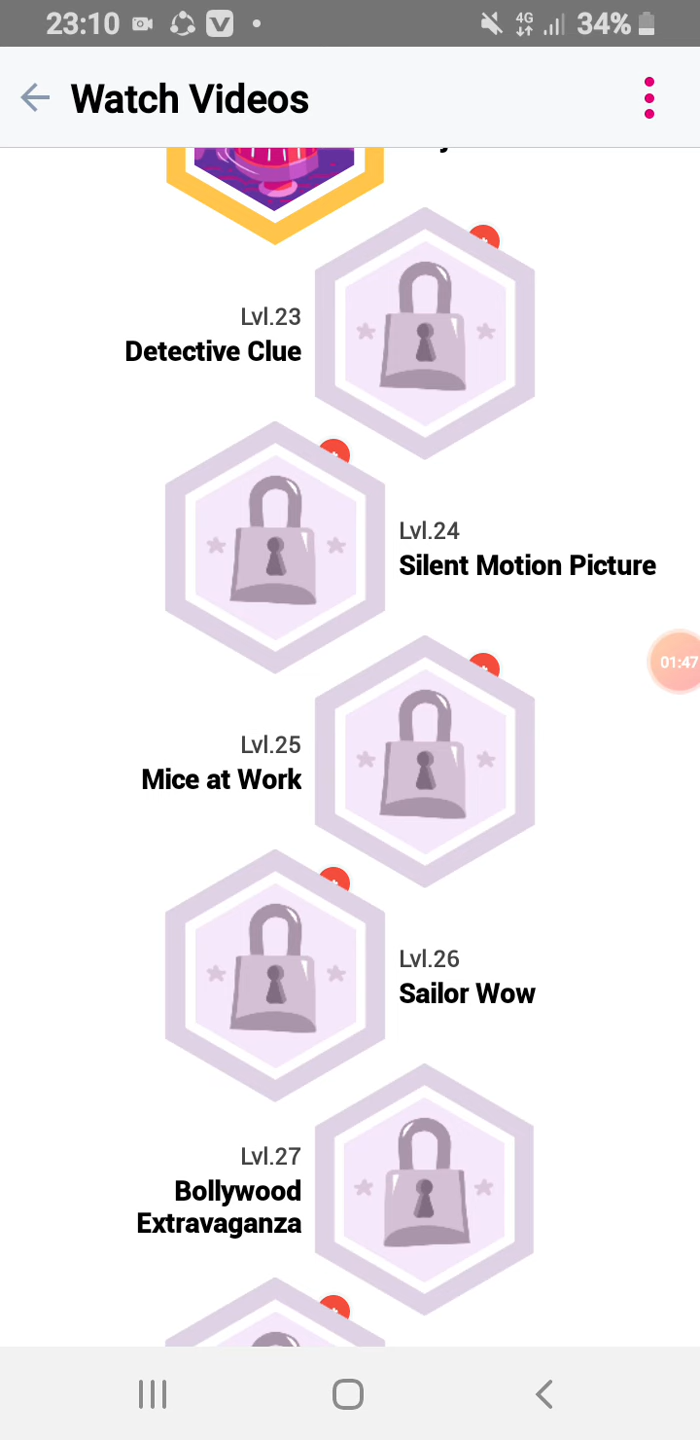 23:10
4G
34%
Watch Videos
Lvl.23
Detective Clue
Lvl.24
Silent Motion Picture
01:47
Lvl.25
Mice at Work
Lvl.26
Sailor Wow
Lvl.27
Bollywood
Extravaganza